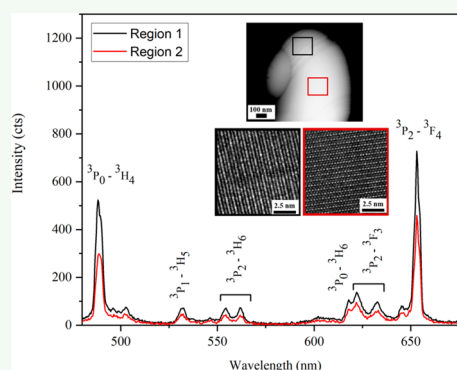 Region 1
Region 2
1200
1000
800
600
400
200
0
Intensity (cts)
100 nm
2.5 nm
2.5 nm
³P₀ - ³H₄
³P₁ - ³H₅
³P₂ - ³H₆
³P₀ - ³H₆
³P₂ - ³F₃
³P₂ - ³F₄
500
550
600
650
Wavelength (nm)